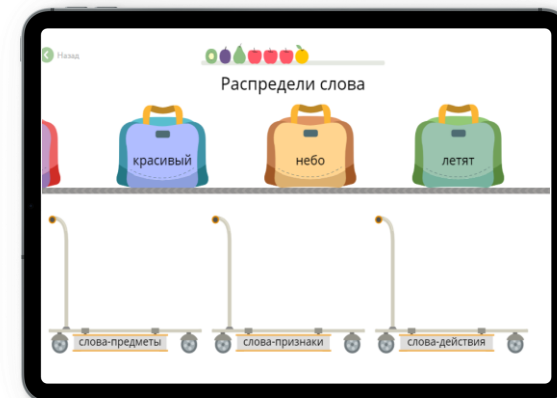 Назад
Распредели слова
красивый
небо
летят
слова-предметы
слова-признаки
слова-действия